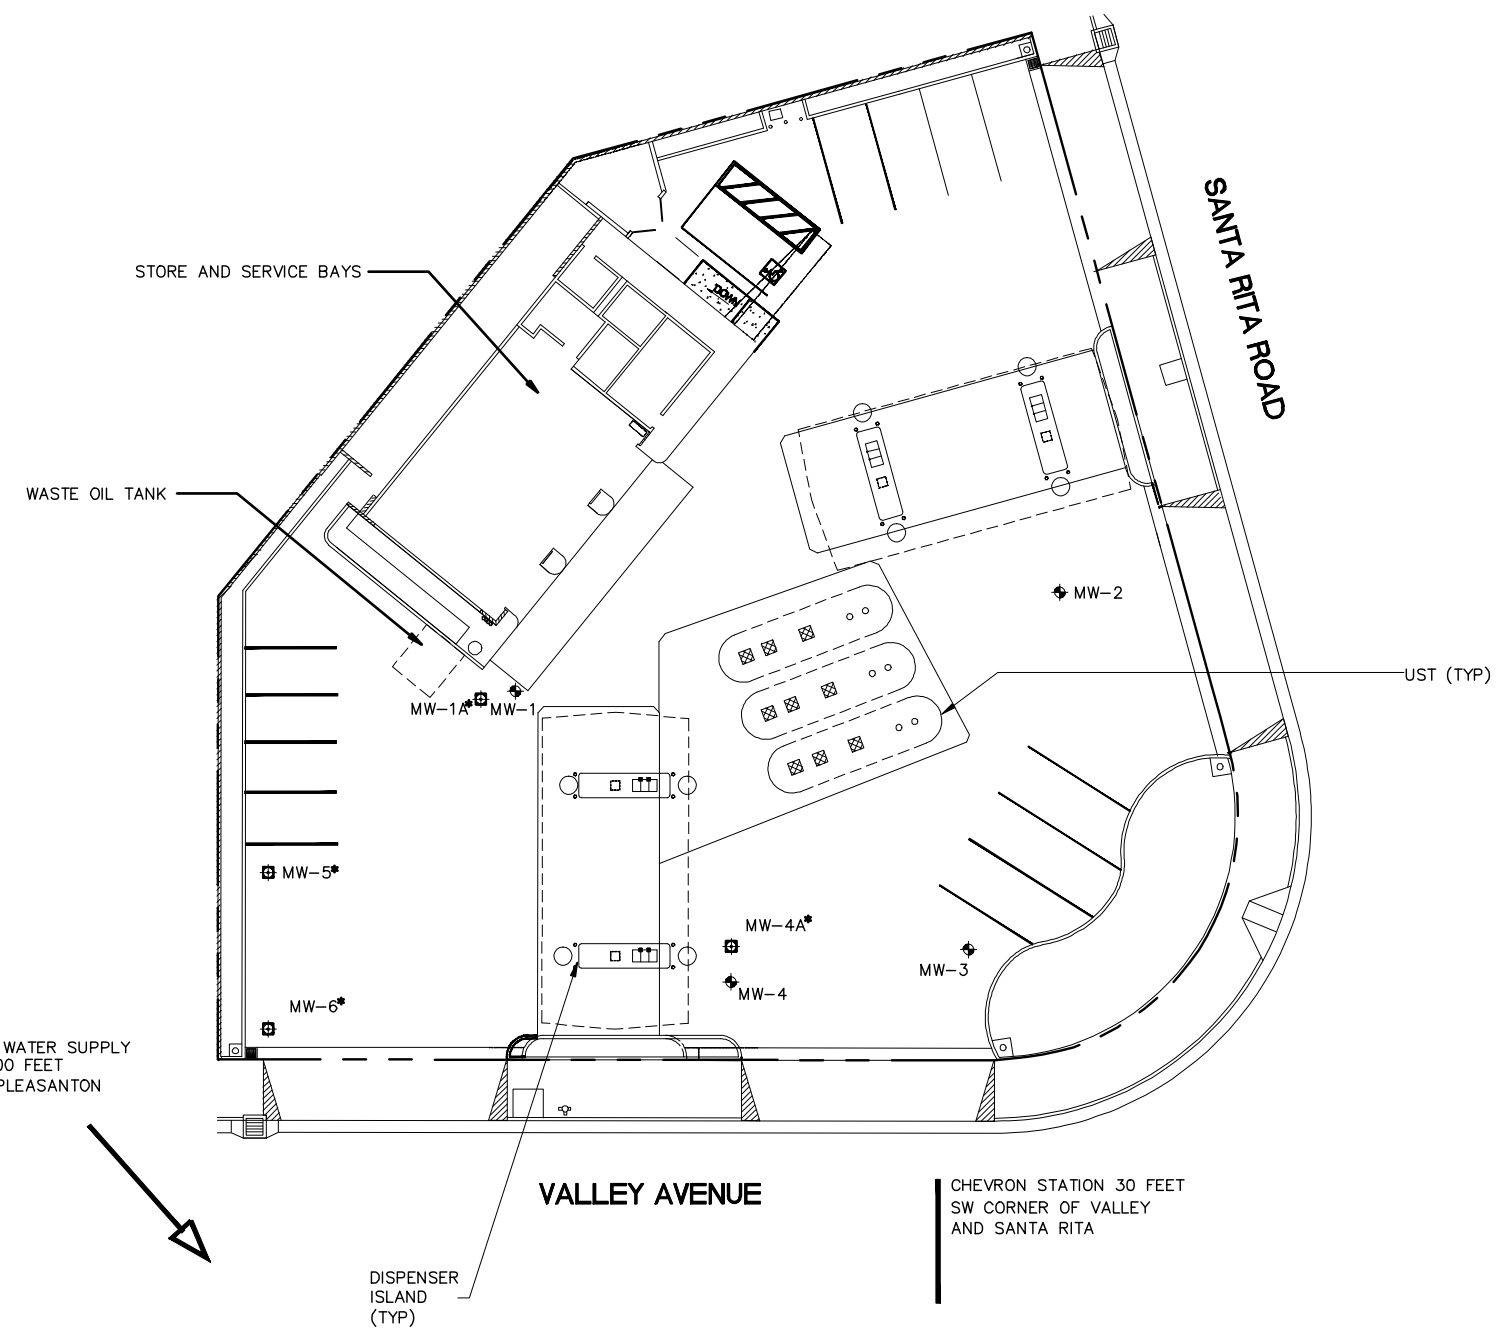 SANTA RITA ROAD
STORE AND SERVICE BAYS
DOWN
WASTE OIL TANK
MW-2
UST (TYP)
MW-1A*
MW-1
MW-5*
MW-4A*
MW-3
MW-4
MW-6*
WATER SUPPLY
00 FEET
PLEASANTON
VALLEY AVENUE
CHEVRON STATION 30 FEET
SW CORNER OF VALLEY
AND SANTA RITA
DISPENSER
ISLAND
(TYP)